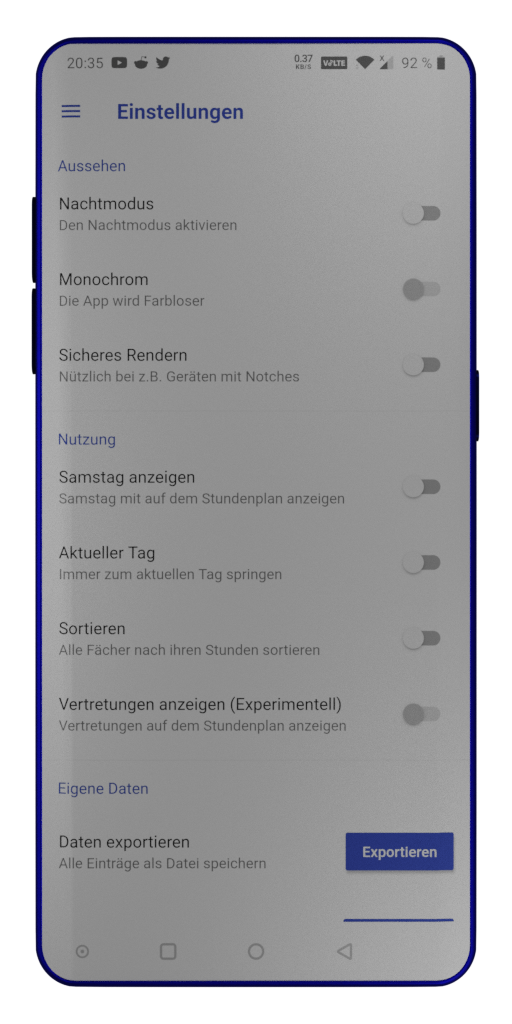 20:35
0.37
KB/S
VoLTE
92 %
Einstellungen
Aussehen
Nachtmodus
Den Nachtmodus aktivieren
Monochrom
Die App wird Farbloser
Sicheres Rendern
Nützlich bei z.B. Geräten mit Notches
Nutzung
Samstag anzeigen
Samstag mit auf dem Stundenplan anzeigen
Aktueller Tag
Immer zum aktuellen Tag springen
Sortieren
Alle Fächer nach ihren Stunden sortieren
Vertretungen anzeigen (Experimentell)
Vertretungen auf dem Stundenplan anzeigen
Eigene Daten
Daten exportieren
Alle Einträge als Datei speichern
Exportieren